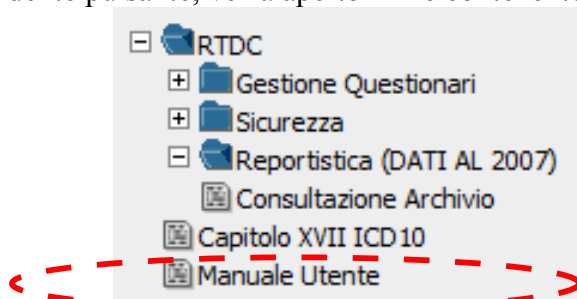 RTDC
Gestione Questionari
Sicurezza
Reportistica (DATI AL 2007)
Consultazione Archivio
Capitolo XVII ICD10
Manuale Utente